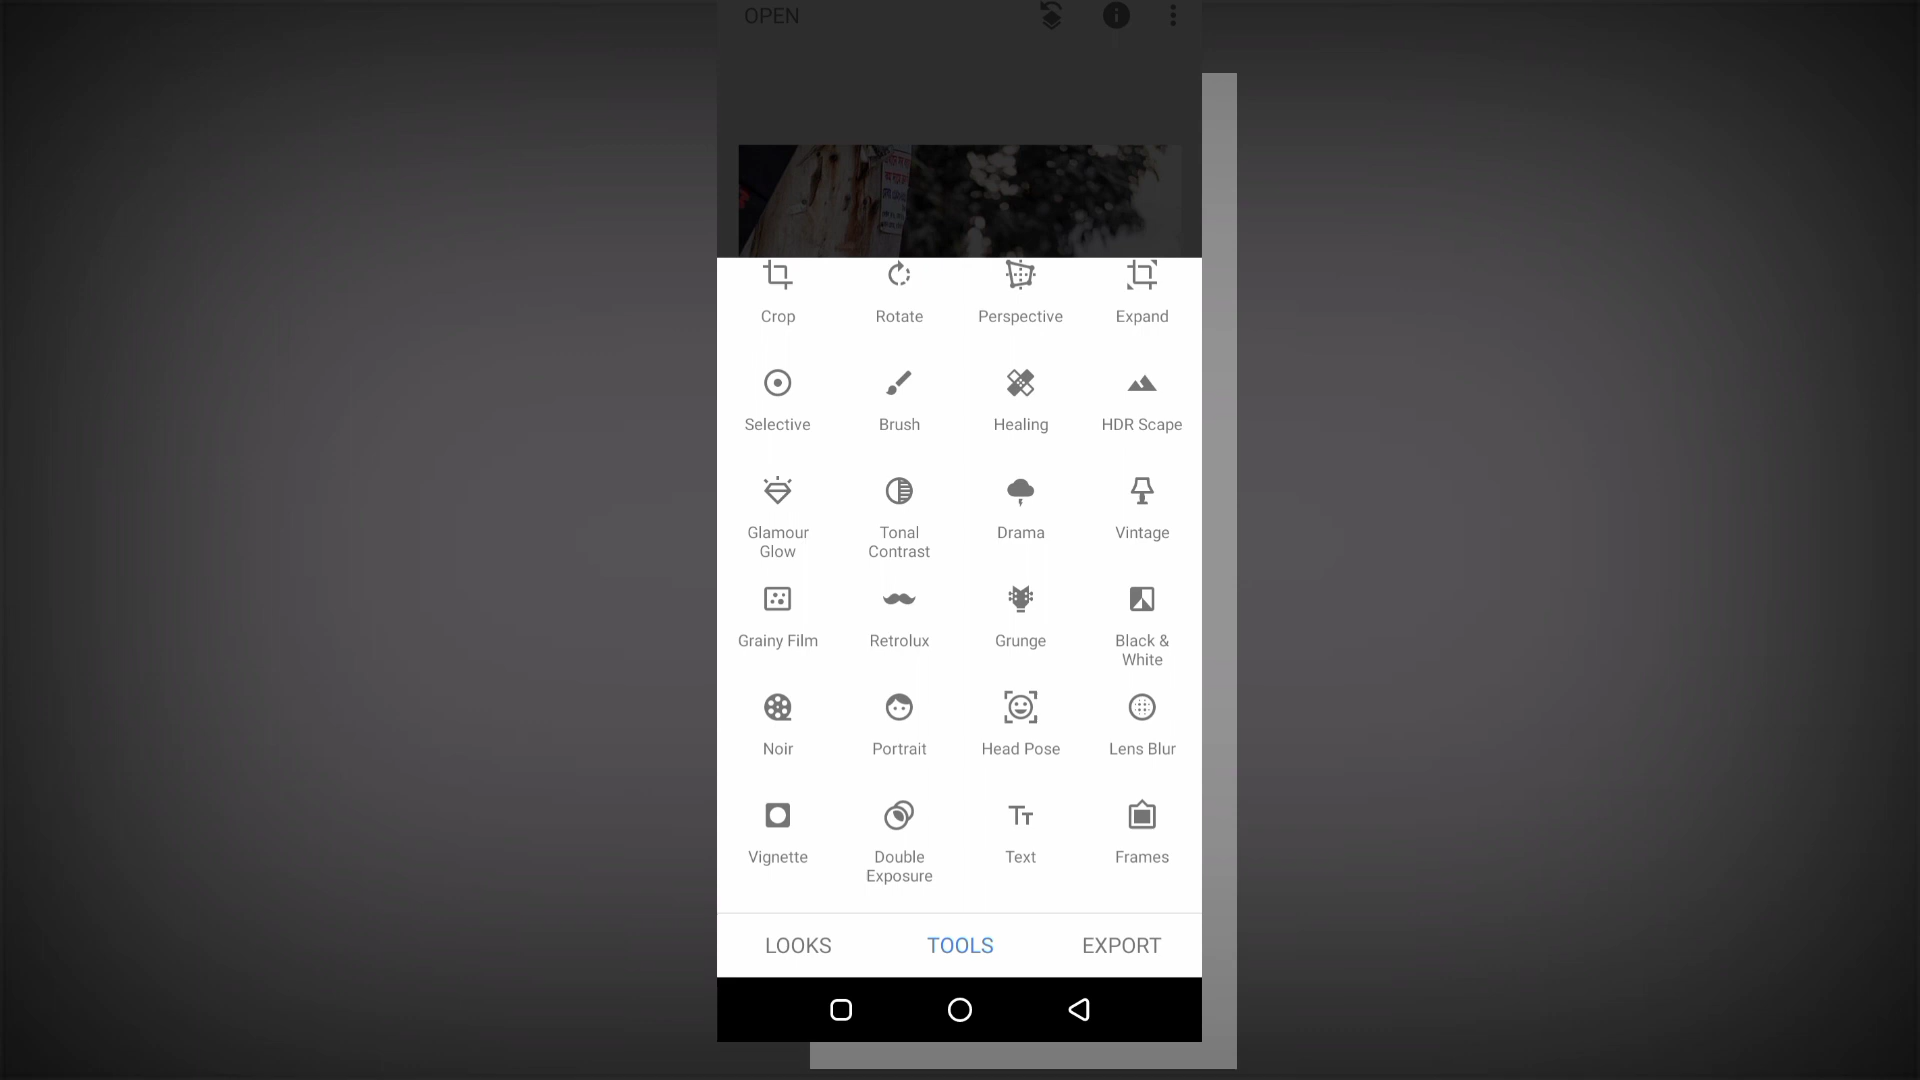 OPEN
Crop Rotate Perspective Expand
Selective Brush Healing HDR Scape
Glamour Glow Tonal Contrast Drama Vintage
Grainy Film Retrolux Grunge Black & White
Noir Portrait Head Pose Lens Blur
Vignette Double Exposure Text Frames
LOOKS TOOLS EXPORT